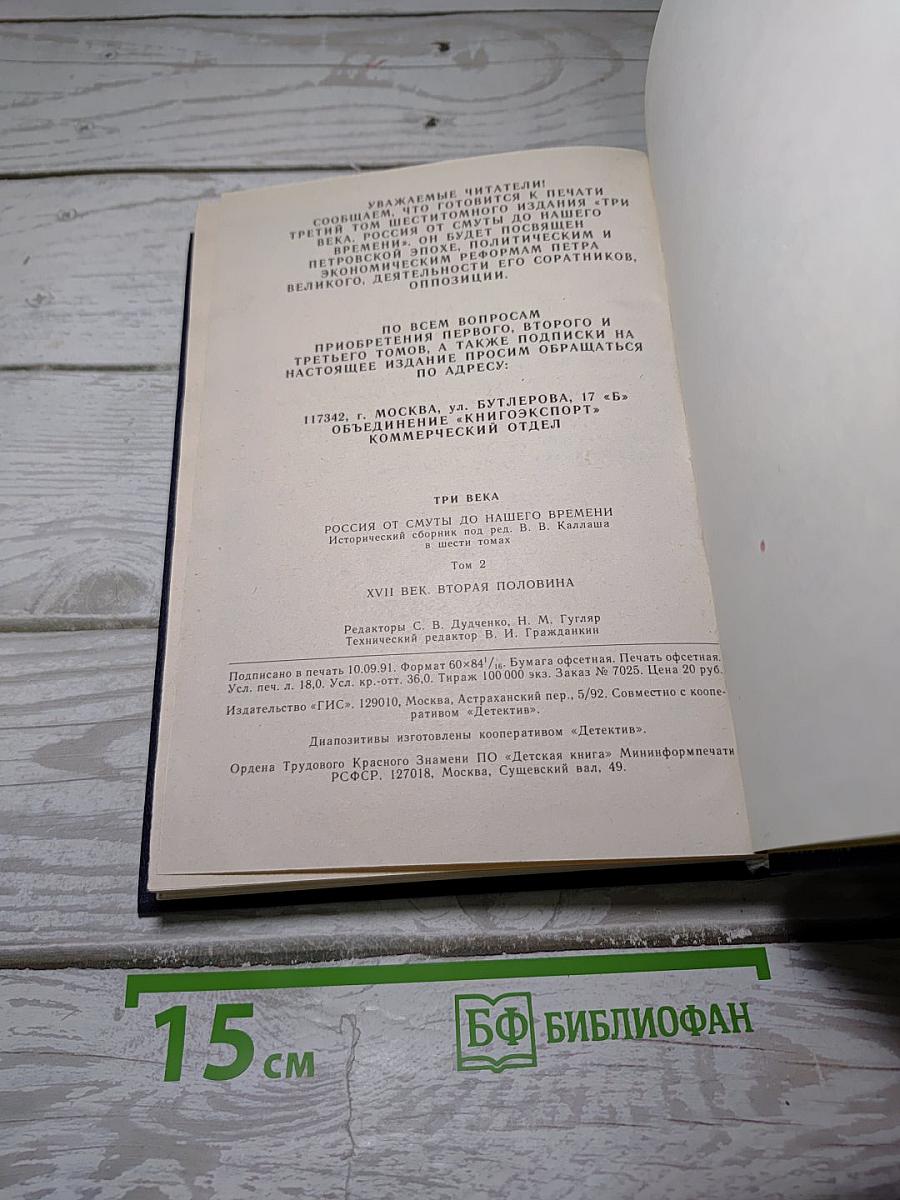 УВАЖАЕМЫЕ ЧИТАТЕЛИ!
СООБЩАЕМ, ЧТО ГОТОВИТСЯ К ПЕЧАТИ
ТРЕТИЙ ТОМ ШЕСТИТОМНОГО ИЗДАНИЯ «ТРИ
ВЕКА. РОССИЯ ОТ СМУТЫ ДО НАШЕГО
ВРЕМЕНИ». ОН БУДЕТ ПОСВЯЩЕН
ПЕТРОВСКОЙ ЭПОХЕ, ПОЛИТИЧЕСКИМ И
ЭКОНОМИЧЕСКИМ РЕФОРМАМ ПЕТРА
ВЕЛИКОГО, ДЕЯТЕЛЬНОСТИ ЕГО СОРАТНИКОВ,
ОППОЗИЦИИ.
ПО ВСЕМ ВОПРОСАМ
ПРИОБРЕТЕНИЯ ПЕРВОГО, ВТОРОГО И
ТРЕТЬЕГО ТОМОВ, А ТАКЖЕ ПОДПИСКИ НА
НАСТОЯЩЕЕ ИЗДАНИЕ ПРОСИМ ОБРАЩАТЬСЯ
ПО АДРЕСУ:
117342, г. МОСКВА, ул. БУТЛЕРОВА, 17 «Б»
ОБЪЕДИНЕНИЕ «КНИГОЭКСПОРТ»
КОММЕРЧЕСКИЙ ОТДЕЛ
ТРИ ВЕКА
РОССИЯ ОТ СМУТЫ ДО НАШЕГО ВРЕМЕНИ
Исторический сборник под ред. В. В. Каллаша
в шести томах
Том 2
XVII ВЕК. ВТОРАЯ ПОЛОВИНА
Редакторы С. В. Дудченко, Н. М. Гугляр
Технический редактор В. И. Гражданкин
Подписано в печать 10.09.91. Формат 60×84¹/₁₆. Бумага офсетная. Печать офсетная.
Усл. печ. л. 18,0. Усл. кр.-отт. 36,0. Тираж 100 000 экз. Заказ № 7025. Цена 20 руб.
Издательство «ГИС». 129010, Москва, Астраханский пер., 5/92. Совместно с коопе-
ративом «Детектив».
Диапозитивы изготовлены кооперативом «Детектив».
Ордена Трудового Красного Знамени ПО «Детская книга» Мининформпечати
РСФСР. 127018, Москва, Сущевский вал, 49.
15 см
БФ БИБЛИОФАН